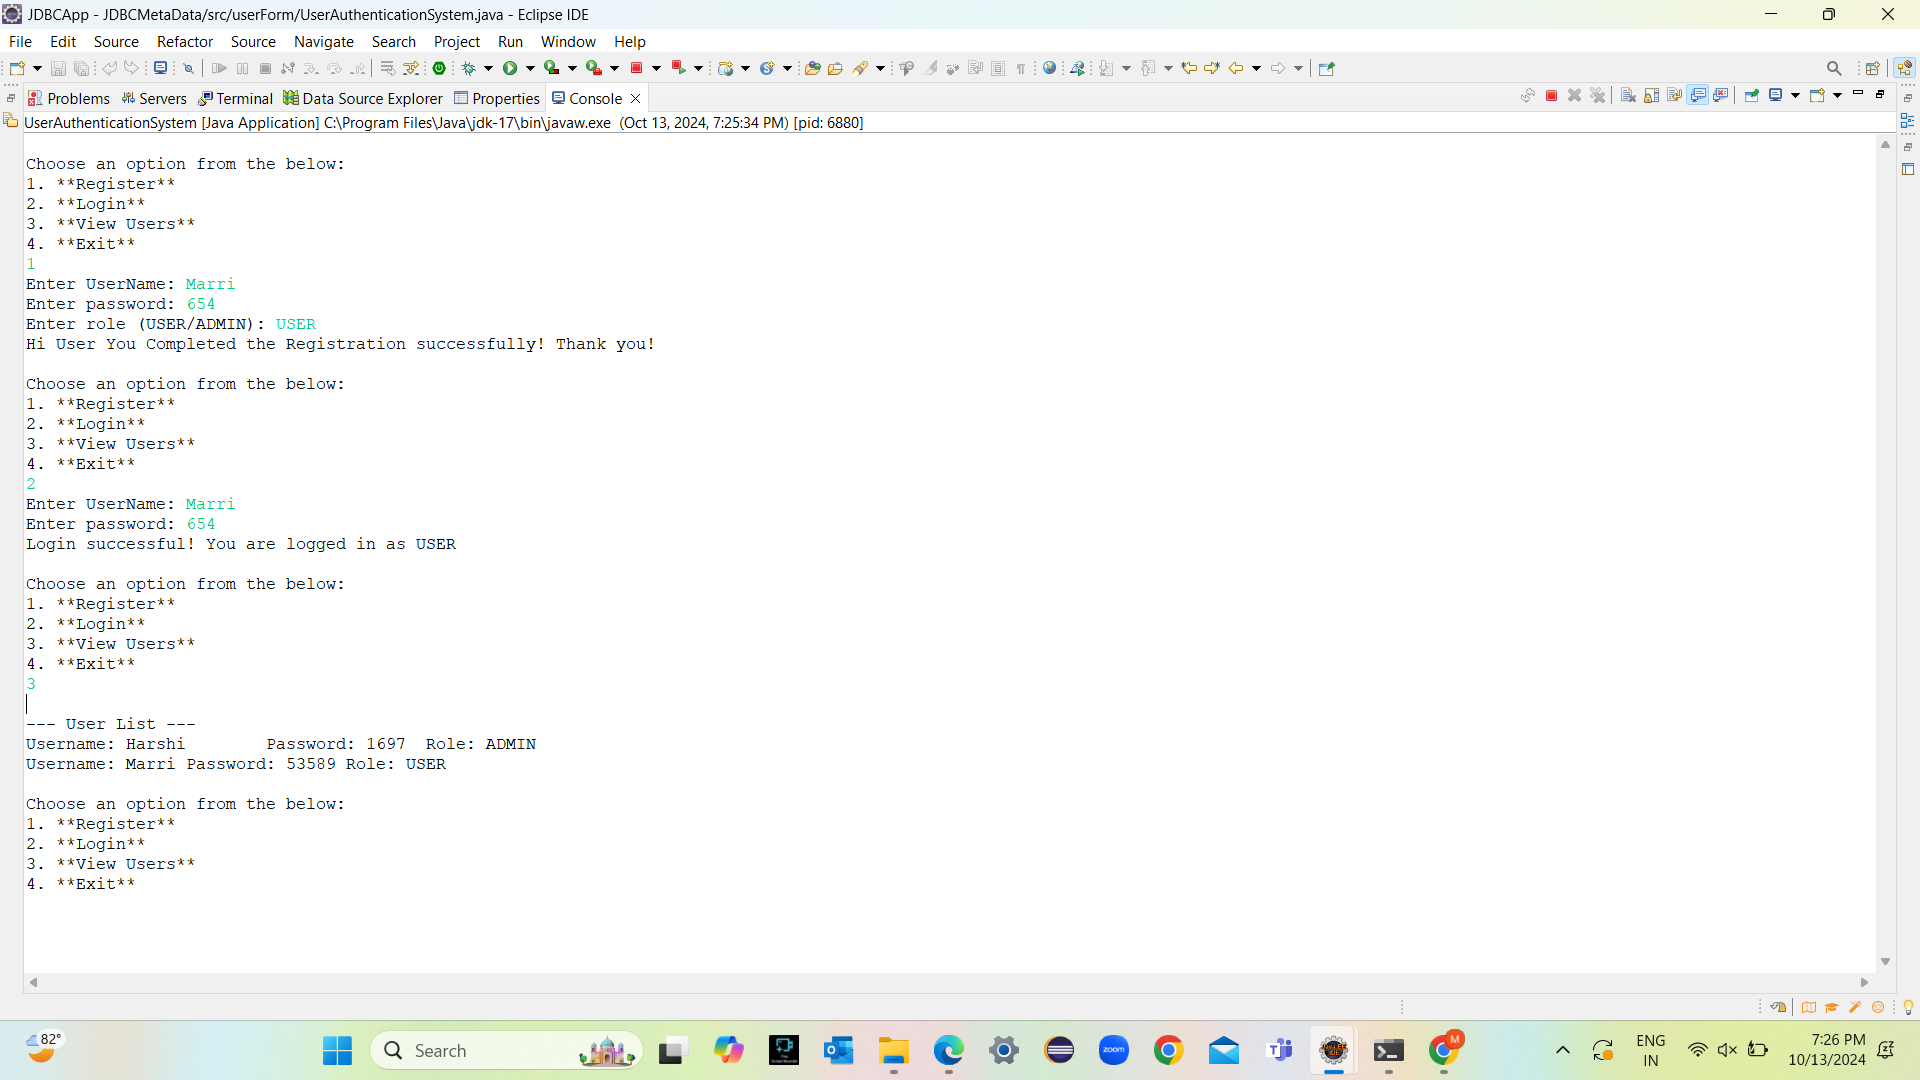 JDBCApp - JDBCMetaData/src/userForm/UserAuthenticationSystem.java - Eclipse IDE
File Edit Source Refactor Source Navigate Search Project Run Window Help
Problems Servers Terminal Data Source Explorer Properties Console
UserAuthenticationSystem [Java Application] C:\Program Files\Java\jdk-17\bin\javaw.exe (Oct 13, 2024, 7:25:34 PM) [pid: 6880]
Choose an option from the below:
1. **Register**
2. **Login**
3. **View Users**
4. **Exit**
1
Enter UserName: Marri
Enter password: 654
Enter role (USER/ADMIN): USER
Hi User You Completed the Registration successfully! Thank you!
Choose an option from the below:
1. **Register**
2. **Login**
3. **View Users**
4. **Exit**
2
Enter UserName: Marri
Enter password: 654
Login successful! You are logged in as USER
Choose an option from the below:
1. **Register**
2. **Login**
3. **View Users**
4. **Exit**
3
--- User List ---
Username: Harshi Password: 1697 Role: ADMIN
Username: Marri Password: 53589 Role: USER
Choose an option from the below:
1. **Register**
2. **Login**
3. **View Users**
4. **Exit**
82°
Search
zoom
M
ENG
IN
7:26 PM
10/13/2024